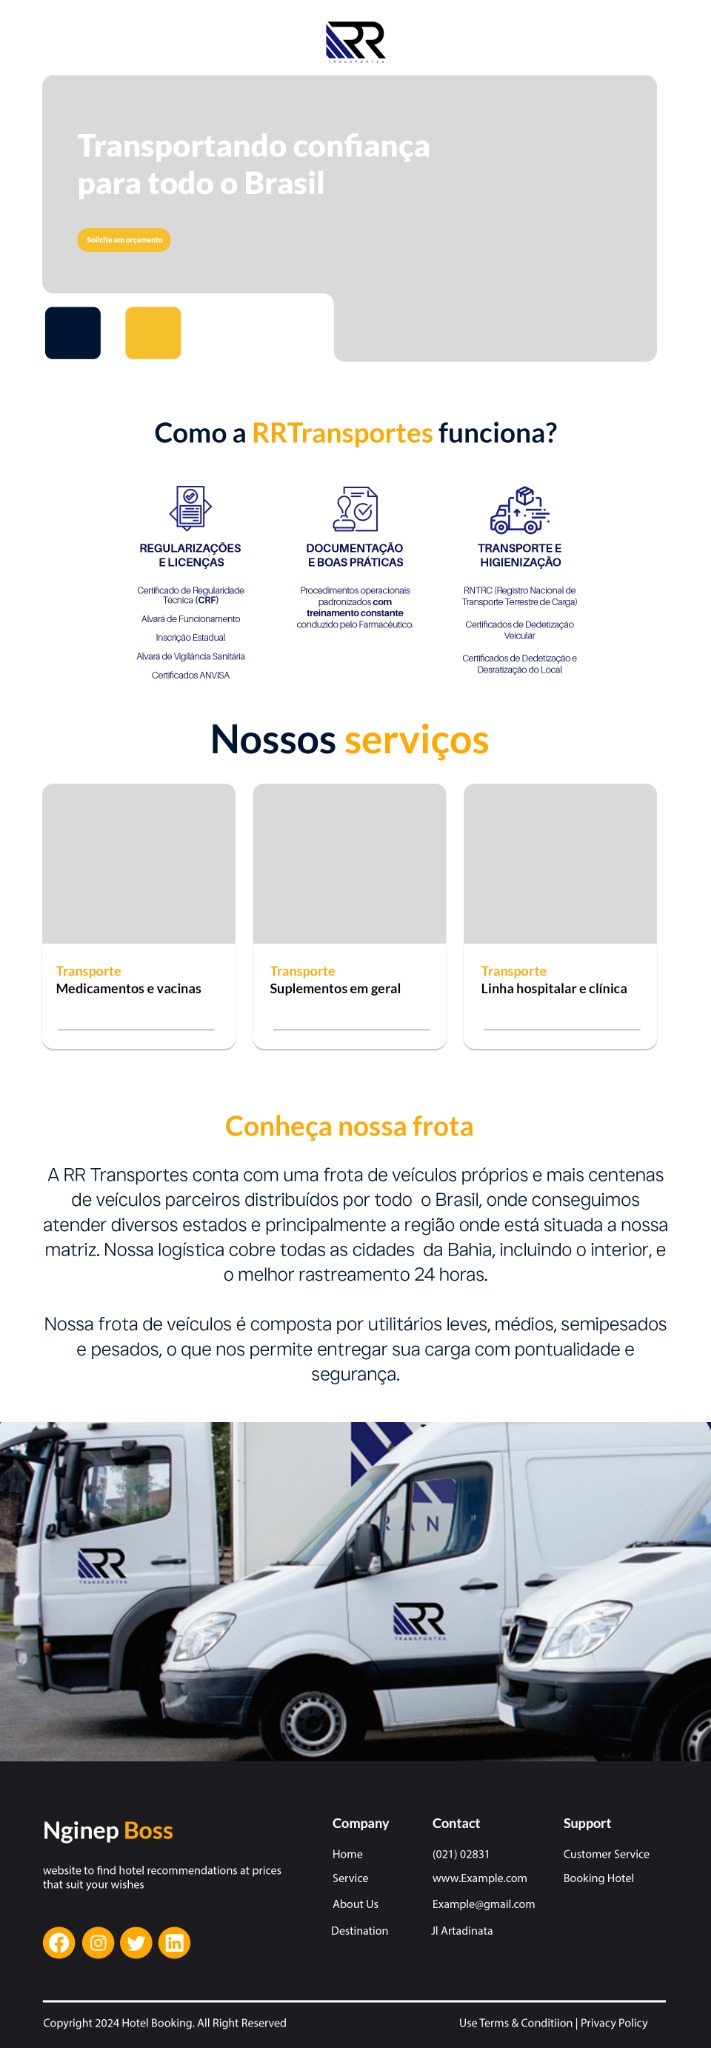 RR
TRANSPORTES
Transportando confiança
para todo o Brasil
Solicite um orçamento
Como a RRTransportes funciona?
REGULARIZAÇÕES
E LICENÇAS
Certificado de Regularidade
Técnica (CRF)
Alvará de Funcionamento
Inscrição Estadual
Alvará de Vigilância Sanitária
Certificados ANVISA
DOCUMENTAÇÃO
E BOAS PRÁTICAS
Procedimentos operacionais
padronizados com
treinamento constante
conduzido pelo Farmacêutico.
TRANSPORTE E
HIGIENIZAÇÃO
RNTRC (Registro Nacional de
Transporte Terrestre de Carga)
Certificados de Dedetização
Veicular
Certificados de Dedetização e
Desratização do Local
Nossos serviços
Transporte
Medicamentos e vacinas
Transporte
Suplementos em geral
Transporte
Linha hospitalar e clínica
Conheça nossa frota
A RR Transportes conta com uma frota de veículos próprios e mais centenas
de veículos parceiros distribuídos por todo o Brasil, onde conseguimos
atender diversos estados e principalmente a região onde está situada a nossa
matriz. Nossa logística cobre todas as cidades da Bahia, incluindo o interior, e
o melhor rastreamento 24 horas.
Nossa frota de veículos é composta por utilitários leves, médios, semipesados
e pesados, o que nos permite entregar sua carga com pontualidade e
segurança.
RAN
RR
TRANSPORTES
RR
TRANSPORTES
Nginep Boss
website to find hotel recommendations at prices
that suit your wishes
Company
Home
Service
About Us
Destination
Contact
(021) 02831
www.Example.com
Example@gmail.com
Jl Artadinata
Support
Customer Service
Booking Hotel
Copyright 2024 Hotel Booking. All Right Reserved
Use Terms & Conditiion | Privacy Policy